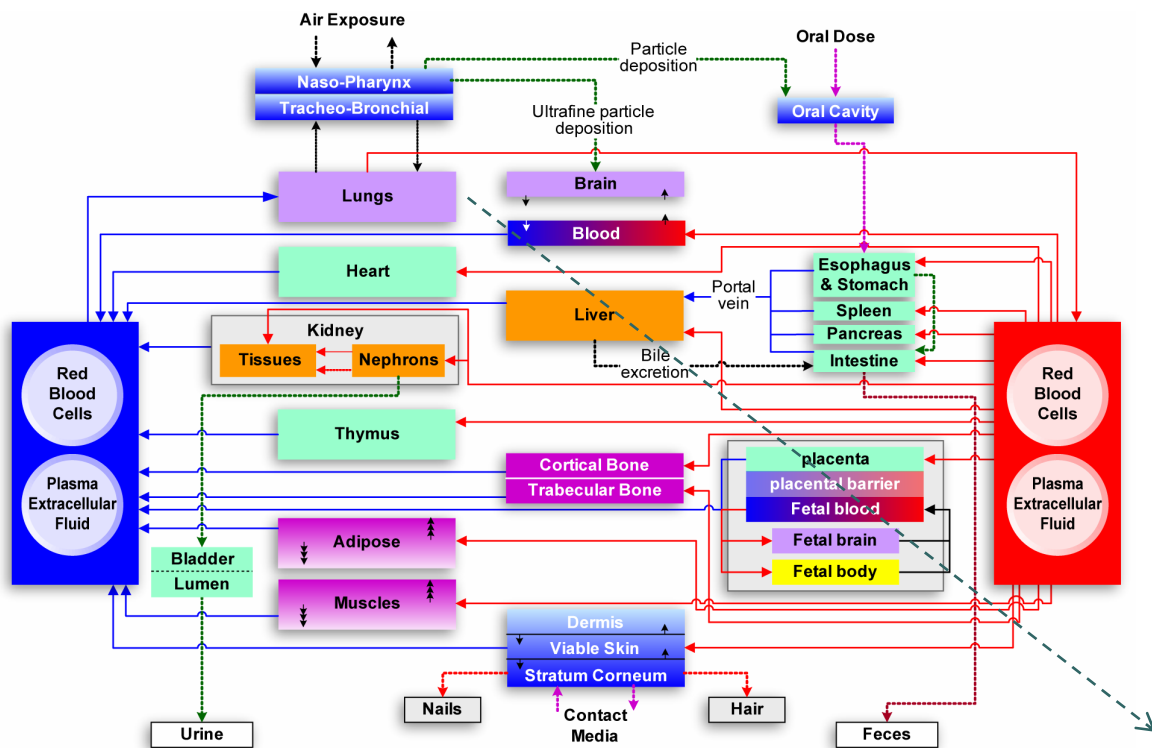 Air Exposure
Particle
deposition
Oral Dose
Naso-Pharynx
Tracheo-Bronchial
Ultrafine particle
deposition
Oral Cavity
Lungs
Brain
Blood
Heart
Esophagus
& Stomach
Portal
vein
Liver
Spleen
Kidney
Pancreas
Tissues
Nephrons
Bile
excretion
Intestine
Red
Blood
Cells
Red
Blood
Cells
Thymus
Cortical Bone
Trabecular Bone
placenta
placental barrier
Fetal blood
Plasma
Extracellular
Fluid
Plasma
Extracellular
Fluid
Adipose
Fetal brain
Bladder
Lumen
Fetal body
Muscles
Dermis
Viable Skin
Stratum Corneum
Nails
Contact
Media
Hair
Urine
Feces